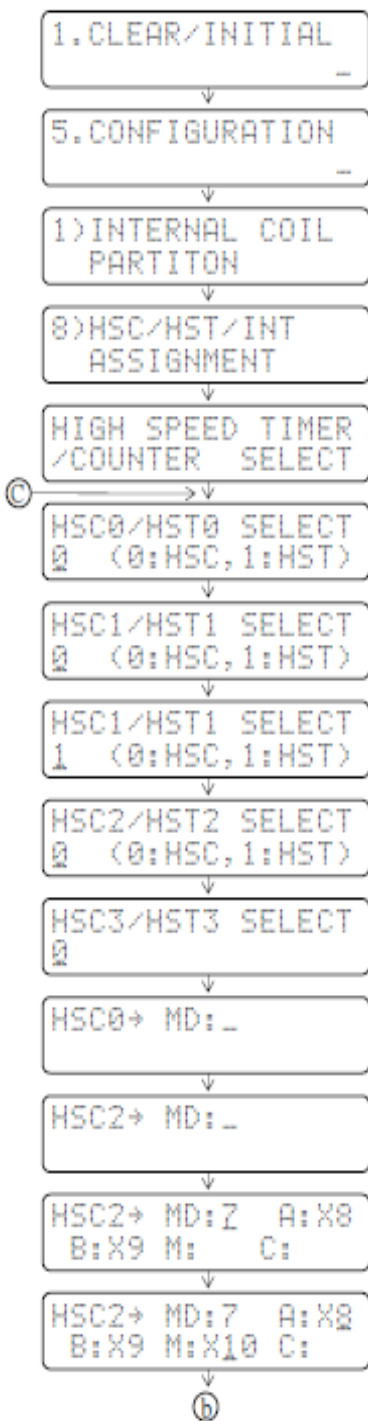 1.CLEAR/INITIAL
_
5.CONFIGURATION
_
1)INTERNAL COIL
PARTITON
8)HSC/HST/INT
ASSIGNMENT
HIGH SPEED TIMER
/COUNTER SELECT
C
HSC0/HST0 SELECT
0 (0:HSC,1:HST)
HSC1/HST1 SELECT
0 (0:HSC,1:HST)
HSC1/HST1 SELECT
1 (0:HSC,1:HST)
HSC2/HST2 SELECT
0 (0:HSC,1:HST)
HSC3/HST3 SELECT
0
HSC0→ MD:_
HSC2→ MD:_
HSC2→ MD:7 A:X8
B:X9 M: C:
HSC2→ MD:7 A:X8
B:X9 M:X10 C:
b